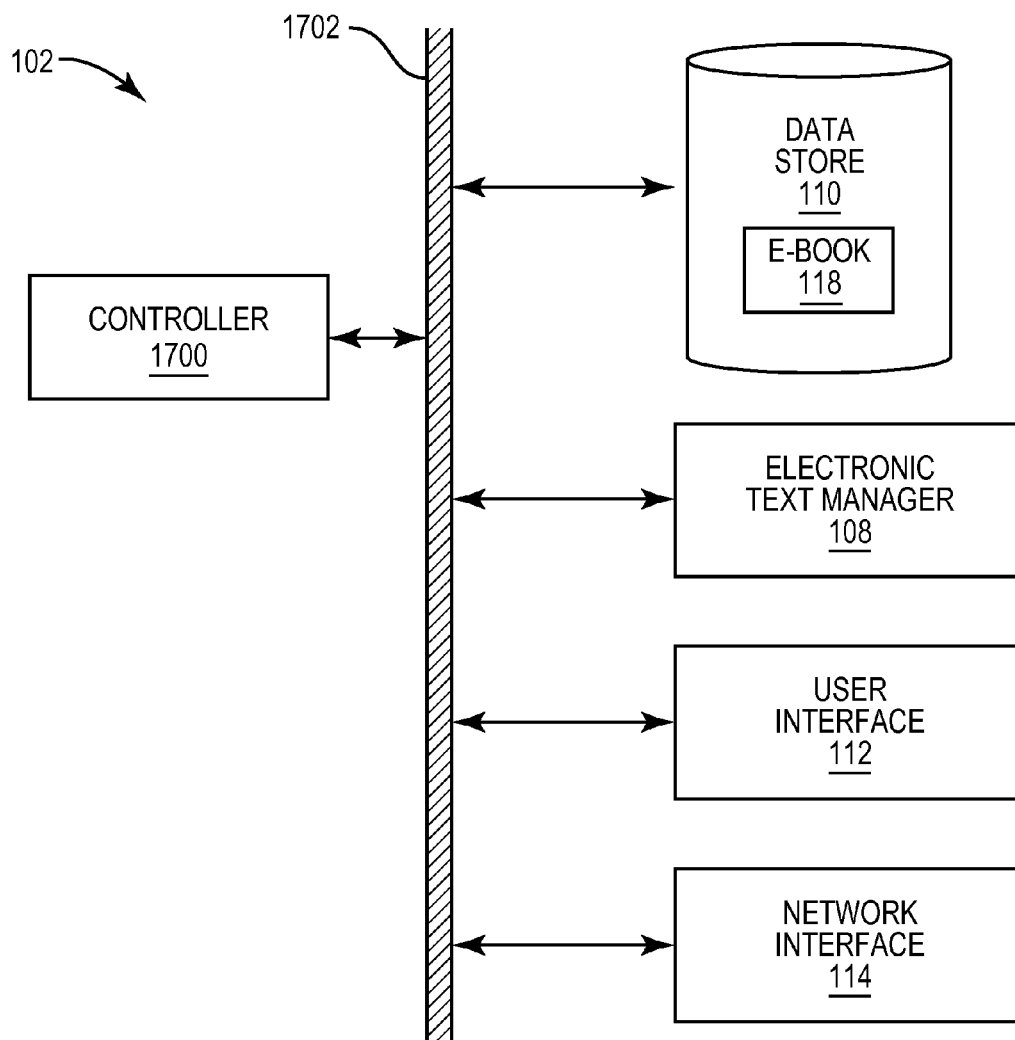 1702
102
DATA
STORE
110
E-BOOK
118
CONTROLLER
1700
ELECTRONIC
TEXT MANAGER
108
USER
INTERFACE
112
NETWORK
INTERFACE
114